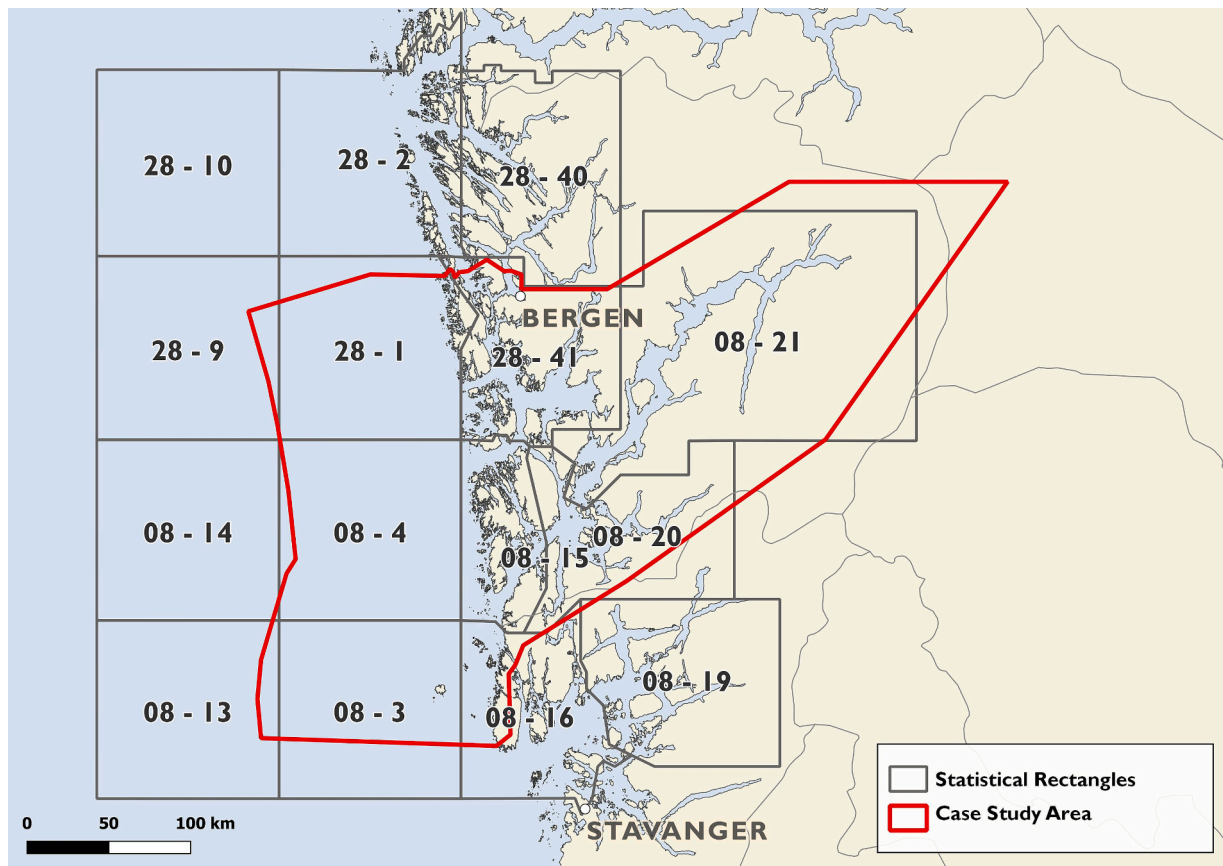 28 - 10
28 - 2
28 - 40
BERGEN
28 - 9
28 - 1
28 - 41
08 - 21
08 - 14
08 - 4
08 - 15
08 - 20
08 - 13
08 - 3
08 - 16
08 - 19
Statistical Rectangles
Case Study Area
0 50 100 km
STAVANGER